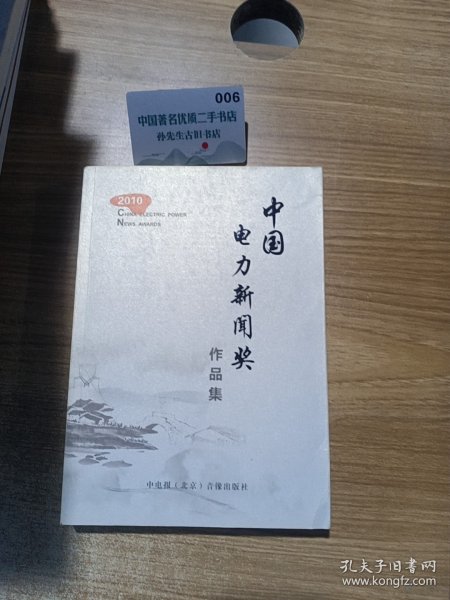 006
中国著名优质二手书店
孙先生古旧书店
2010
CHINA ELECTRIC POWER
NEWS AWARDS
中国
电力新闻奖
作品集
中电报（北京）音像出版社
孔夫子旧书网
www.kongfz.com